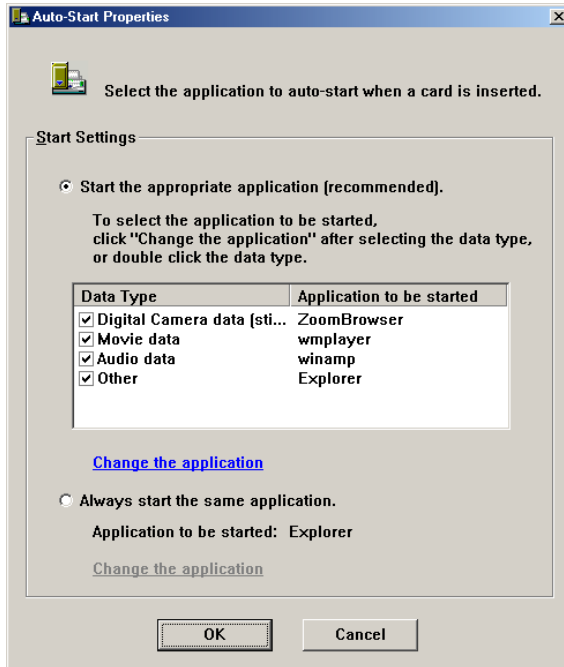 Auto-Start Properties
Select the application to auto-start when a card is inserted.
Start Settings
Start the appropriate application (recommended).
To select the application to be started,
click "Change the application" after selecting the data type,
or double click the data type.
Data Type Application to be started
Digital Camera data (sti... ZoomBrowser
Movie data wmplayer
Audio data winamp
Other Explorer
Change the application
Always start the same application.
Application to be started: Explorer
Change the application
OK Cancel